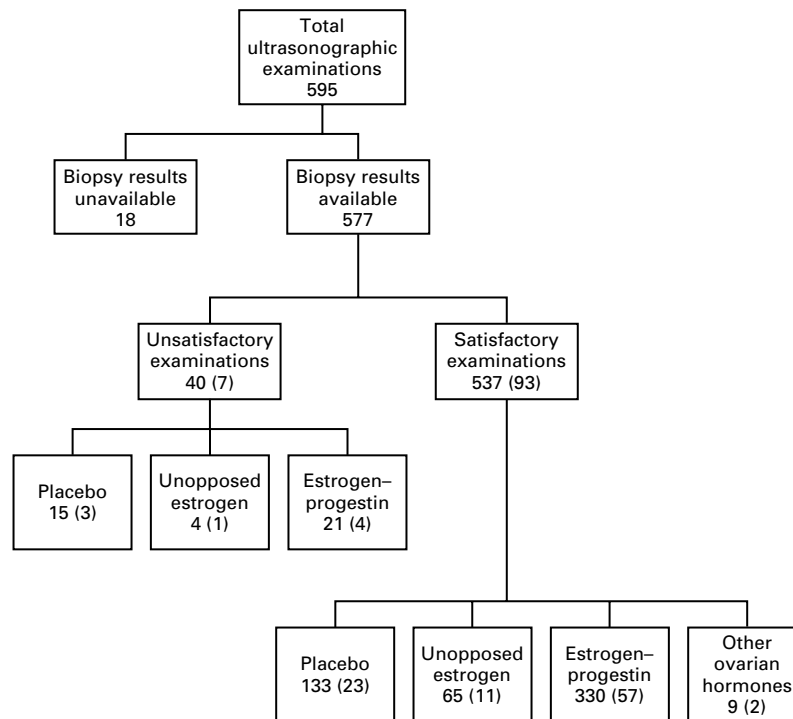 Total
ultrasonographic
examinations
595
Biopsy results
unavailable
18
Biopsy results
available
577
Unsatisfactory
examinations
40 (7)
Satisfactory
examinations
537 (93)
Placebo
15 (3)
Unopposed
estrogen
4 (1)
Estrogen–
progestin
21 (4)
Placebo
133 (23)
Unopposed
estrogen
65 (11)
Estrogen–
progestin
330 (57)
Other
ovarian
hormones
9 (2)